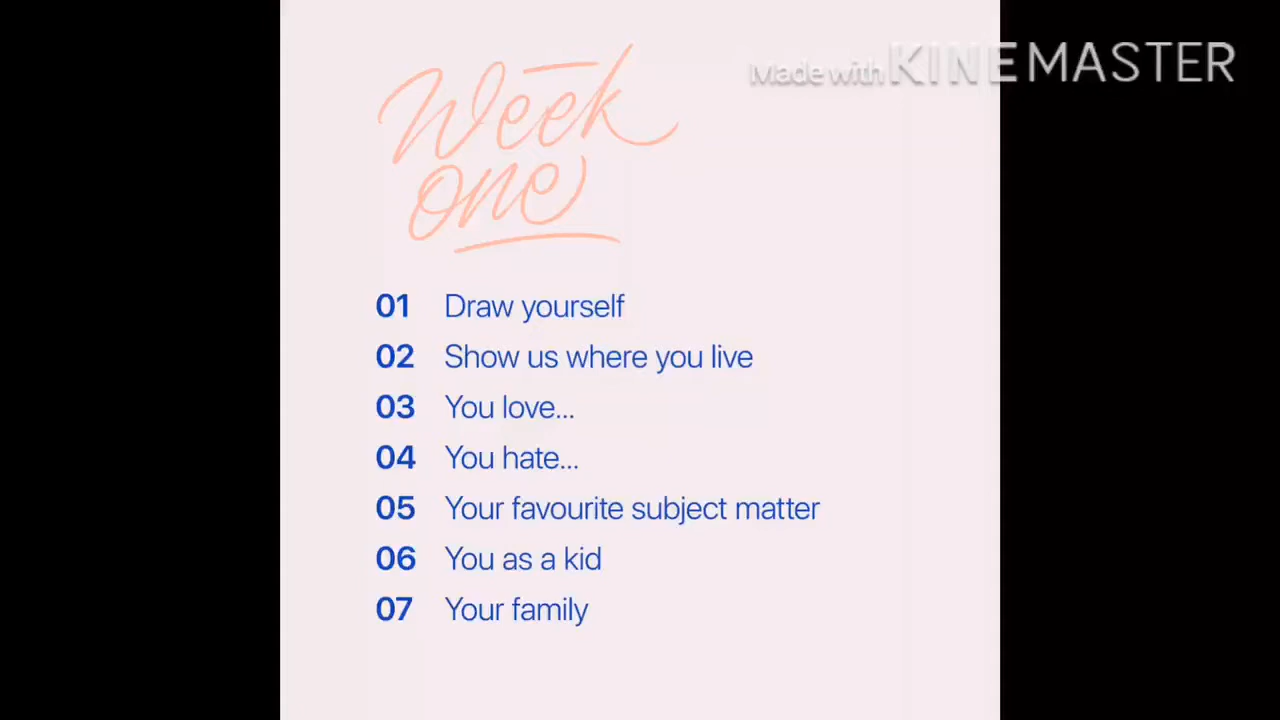 Made with KINEMASTER
Week
one
01 Draw yourself
02 Show us where you live
03 You love...
04 You hate...
05 Your favourite subject matter
06 You as a kid
07 Your family